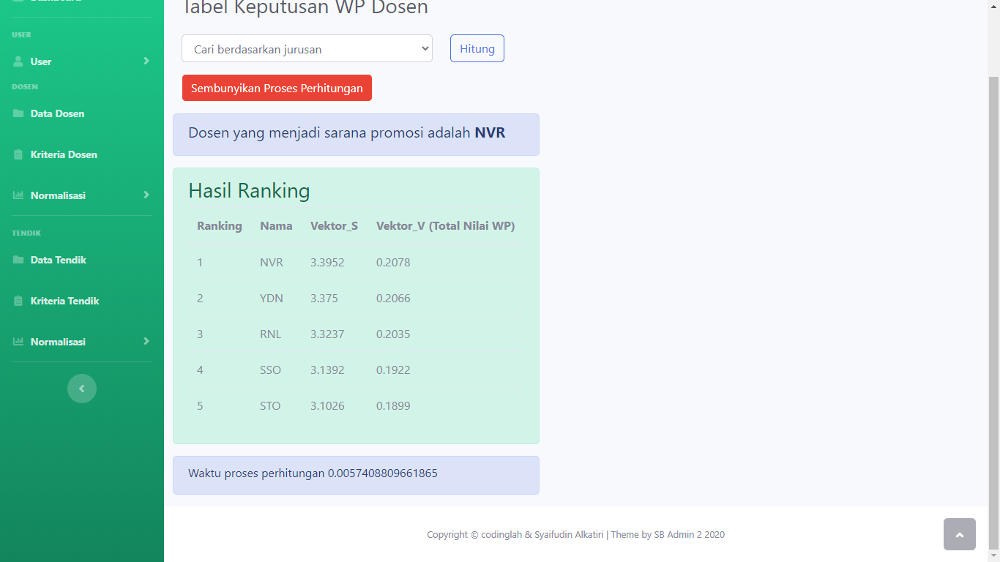 USER
User
DOSEN
Data Dosen
Kriteria Dosen
Normalisasi
TENDIK
Data Tendik
Kriteria Tendik
Normalisasi
Tabel Keputusan WP Dosen
Cari berdasarkan jurusan
Hitung
Sembunyikan Proses Perhitungan
Dosen yang menjadi sarana promosi adalah NVR
Hasil Ranking
Ranking Nama Vektor_S Vektor_V (Total Nilai WP)
1 NVR 3.3952 0.2078
2 YDN 3.375 0.2066
3 RNL 3.3237 0.2035
4 SSO 3.1392 0.1922
5 STO 3.1026 0.1899
Waktu proses perhitungan 0.0057408809661865
Copyright © codinglah & Syaifudin Alkatiri | Theme by SB Admin 2 2020